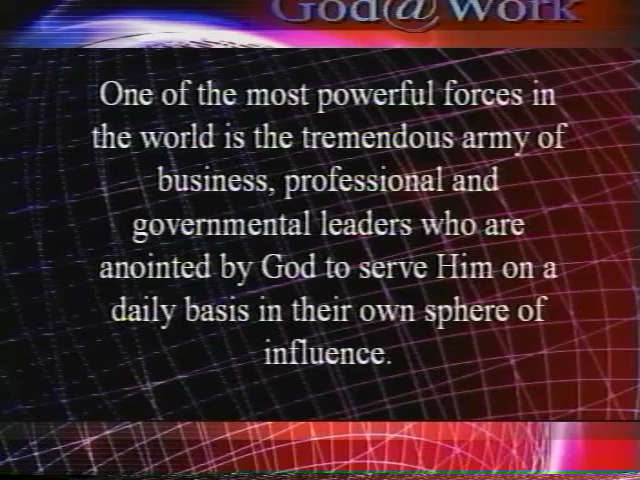 God@Work
One of the most powerful forces in
the world is the tremendous army of
business, professional and
governmental leaders who are
anointed by God to serve Him on a
daily basis in their own sphere of
influence.